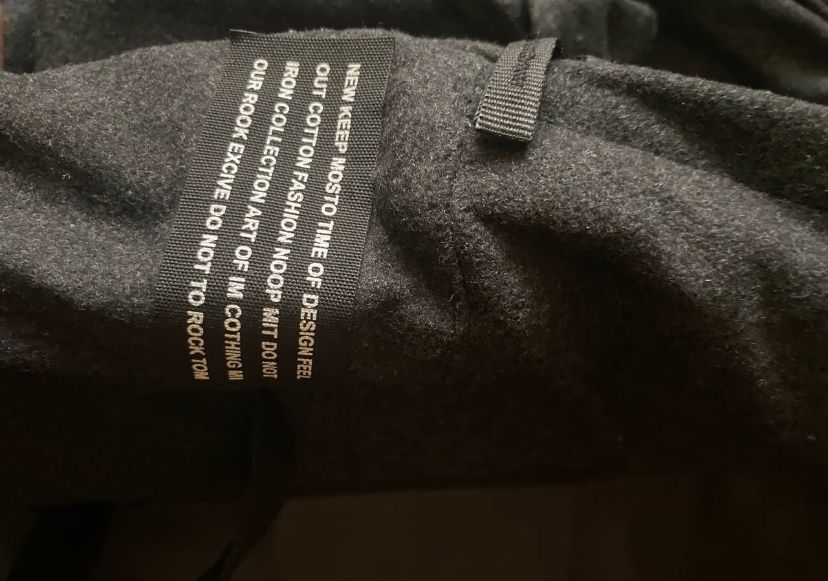 NEW KEEP MOSTO TIME OF DESIGN FEEL
OUT COTTON FASHION NOOP MIT DO NOT
IRON COLLECTION ART OF IM COTHING MI
OUR ROOK EXCIVE DO NOT TO ROCK TOM